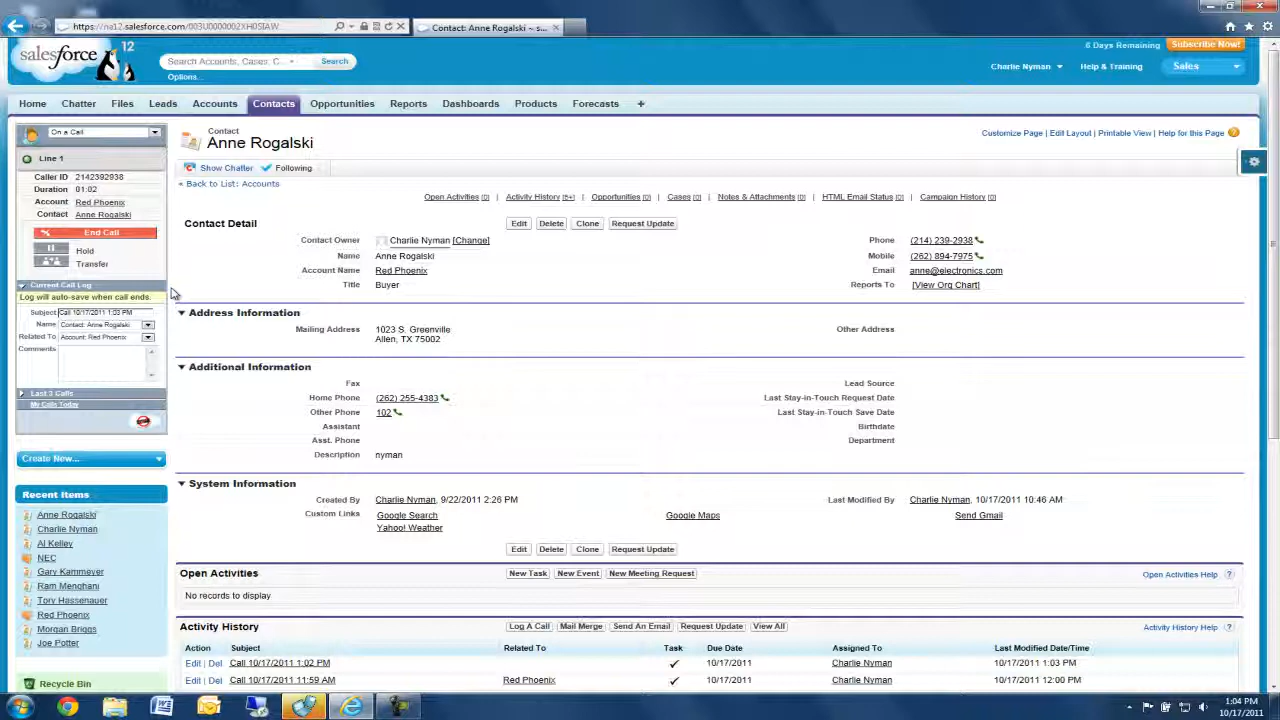 https://na12.salesforce.com/003U0000002XH0SIAW
Contact: Anne Rogalski ~ s...
salesforce 12
Search Accounts, Cases: C...
Search
Options...
6 Days Remaining
Subscribe Now!
Charlie Nyman
Help & Training
Sales
Home
Chatter
Files
Leads
Accounts
Contacts
Opportunities
Reports
Dashboards
Products
Forecasts
+
On a Call
Line 1
Caller ID 2142392938
Duration 01:02
Account Red Phoenix
Contact Anne Rogalski
End Call
Hold
Transfer
Current Call Log
Log will auto-save when call ends.
Subject Call 10/17/2011 1:03 PM
Name Contact: Anne Rogalski
Related To Account: Red Phoenix
Comments
Last 3 Calls
My Calls Today
Create New...
Recent Items
Anne Rogalski
Charlie Nyman
Al Kelley
NEC
Gary Kammeyer
Ram Menghani
Tory Hassenauer
Red Phoenix
Morgan Briggs
Joe Potter
Recycle Bin
Contact
Anne Rogalski
Customize Page | Edit Layout | Printable View | Help for this Page
Show Chatter Following
« Back to List: Accounts
Open Activities [0] | Activity History [5+] | Opportunities [0] | Cases [0] | Notes & Attachments [0] | HTML Email Status [0] | Campaign History [0]
Contact Detail
Edit Delete Clone Request Update
Contact Owner Charlie Nyman [Change]
Phone (214) 239-2938
Name Anne Rogalski
Mobile (262) 894-7975
Account Name Red Phoenix
Email anne@electronics.com
Title Buyer
Reports To [View Org Chart]
Address Information
Mailing Address 1023 S. Greenville
Allen, TX 75002
Other Address
Additional Information
Fax
Lead Source
Home Phone (262) 255-4383
Last Stay-in-Touch Request Date
Other Phone 102
Last Stay-in-Touch Save Date
Assistant
Birthdate
Asst. Phone
Department
Description nyman
System Information
Created By Charlie Nyman, 9/22/2011 2:26 PM
Last Modified By Charlie Nyman, 10/17/2011 10:46 AM
Custom Links Google Search
Google Maps
Send Gmail
Yahoo! Weather
Edit Delete Clone Request Update
Open Activities
New Task New Event New Meeting Request
Open Activities Help ?
No records to display
Activity History
Log A Call Mail Merge Send An Email Request Update View All
Activity History Help ?
Action Subject Related To Task Due Date Assigned To Last Modified Date/Time
Edit | Del Call 10/17/2011 1:02 PM 10/17/2011 Charlie Nyman 10/17/2011 1:03 PM
Edit | Del Call 10/17/2011 11:59 AM Red Phoenix 10/17/2011 Charlie Nyman 10/17/2011 12:00 PM
1:04 PM
10/17/2011